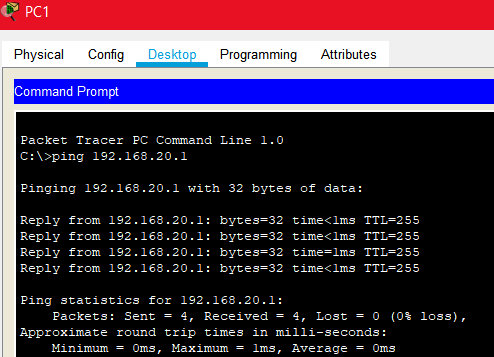 PC1
Physical Config Desktop Programming Attributes
Command Prompt
Packet Tracer PC Command Line 1.0
C:\>ping 192.168.20.1
Pinging 192.168.20.1 with 32 bytes of data:
Reply from 192.168.20.1: bytes=32 time<1ms TTL=255
Reply from 192.168.20.1: bytes=32 time<1ms TTL=255
Reply from 192.168.20.1: bytes=32 time=1ms TTL=255
Reply from 192.168.20.1: bytes=32 time<1ms TTL=255
Ping statistics for 192.168.20.1:
Packets: Sent = 4, Received = 4, Lost = 0 (0% loss),
Approximate round trip times in milli-seconds:
Minimum = 0ms, Maximum = 1ms, Average = 0ms